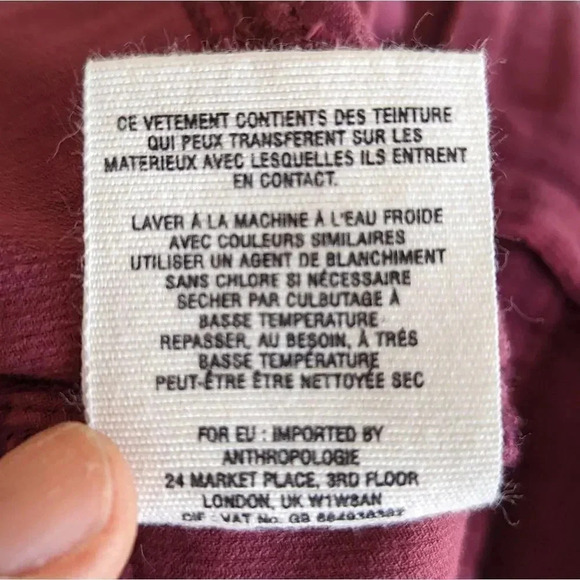 CE VETEMENT CONTIENTS DES TEINTURE
QUI PEUX TRANSFERENT SUR LES
MATERIEUX AVEC LESQUELLES ILS ENTRENT
EN CONTACT.
LAVER À LA MACHINE À L'EAU FROIDE
AVEC COULEURS SIMILAIRES
UTILISER UN AGENT DE BLANCHIMENT
SANS CHLORE SI NÉCESSAIRE
SECHER PAR CULBUTAGE À
BASSE TEMPERATURE
REPASSER, AU BESOIN, À TRÉS
BASSE TEMPÉRATURE
PEUT-ÊTRE ÊTRE NETTOYÉE SEC
FOR EU : IMPORTED BY
ANTHROPOLOGIE
24 MARKET PLACE, 3RD FLOOR
LONDON, UK W1W8AN
VAT No. GB